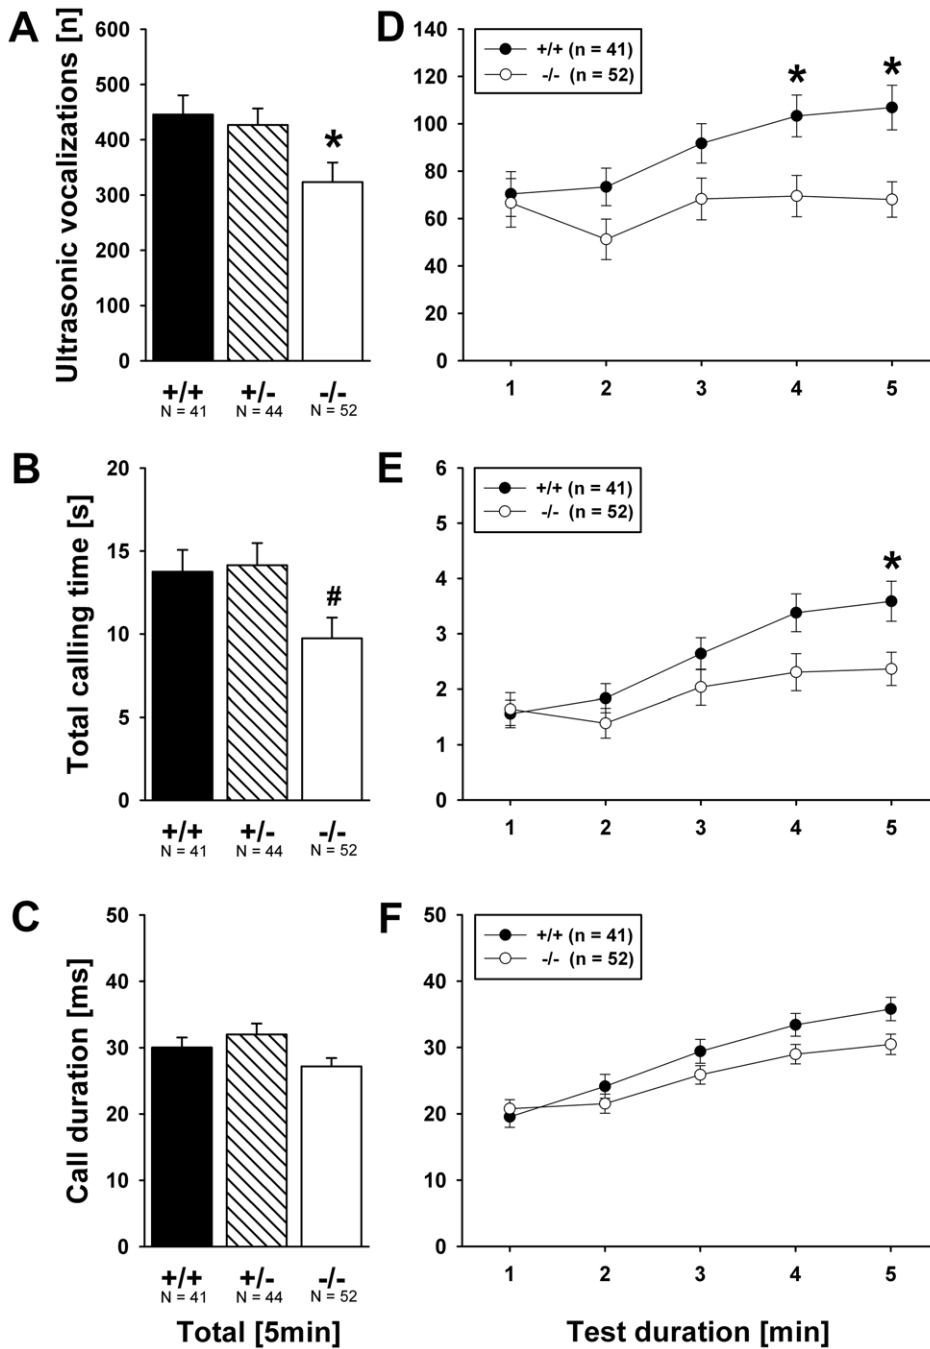 A
Ultrasonic vocalizations [n]
600
500
400
300
200
100
0
*
+/+ +/- -/-
N = 41 N = 44 N = 52
D
140
120
100
80
60
40
20
0
+/+ (n = 41)
-/- (n = 52)
* *
1 2 3 4 5
B
Total calling time [s]
20
15
10
5
0
#
+/+ +/- -/-
N = 41 N = 44 N = 52
E
6
5
4
3
2
1
0
+/+ (n = 41)
-/- (n = 52)
*
1 2 3 4 5
C
Call duration [ms]
50
40
30
20
10
0
+/+ +/- -/-
N = 41 N = 44 N = 52
Total [5min]
F
50
40
30
20
10
0
+/+ (n = 41)
-/- (n = 52)
1 2 3 4 5
Test duration [min]